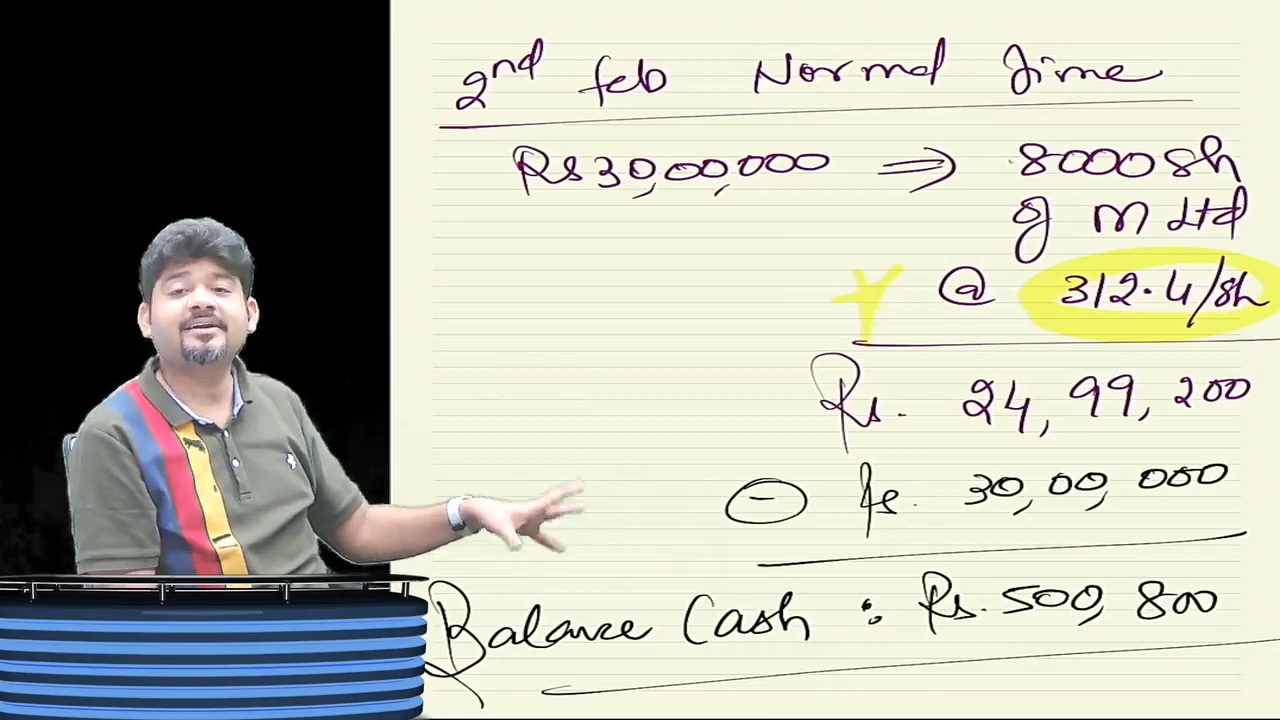 2nd Feb Normal Time
Rs 30,00,000 ⇒ 8000 sh
of M Ltd
@ 312.4/sh
Rs. 24,99,200
⊖ Rs. 30,00,000
Balance Cash : Rs. 500,800